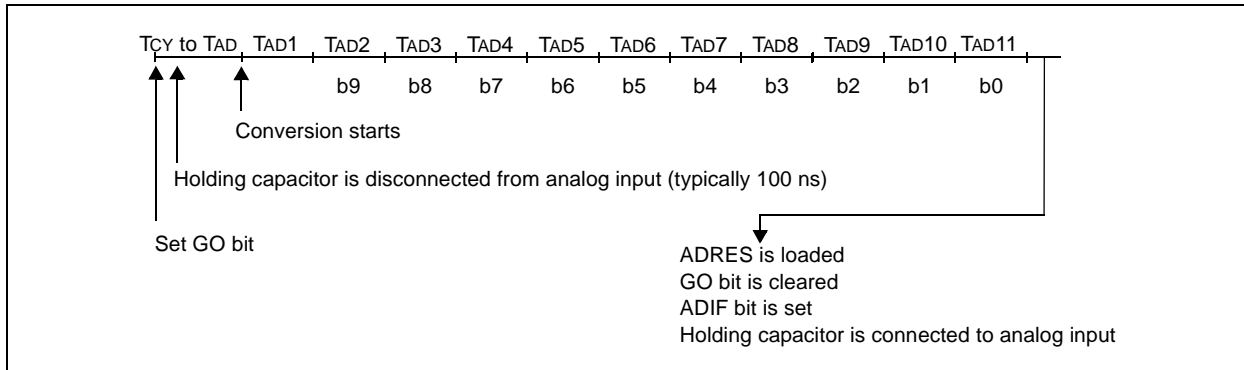 TCY to TAD TAD1 TAD2 TAD3 TAD4 TAD5 TAD6 TAD7 TAD8 TAD9 TAD10 TAD11
b9 b8 b7 b6 b5 b4 b3 b2 b1 b0
Conversion starts
Holding capacitor is disconnected from analog input (typically 100 ns)
Set GO bit
ADRES is loaded
GO bit is cleared
ADIF bit is set
Holding capacitor is connected to analog input